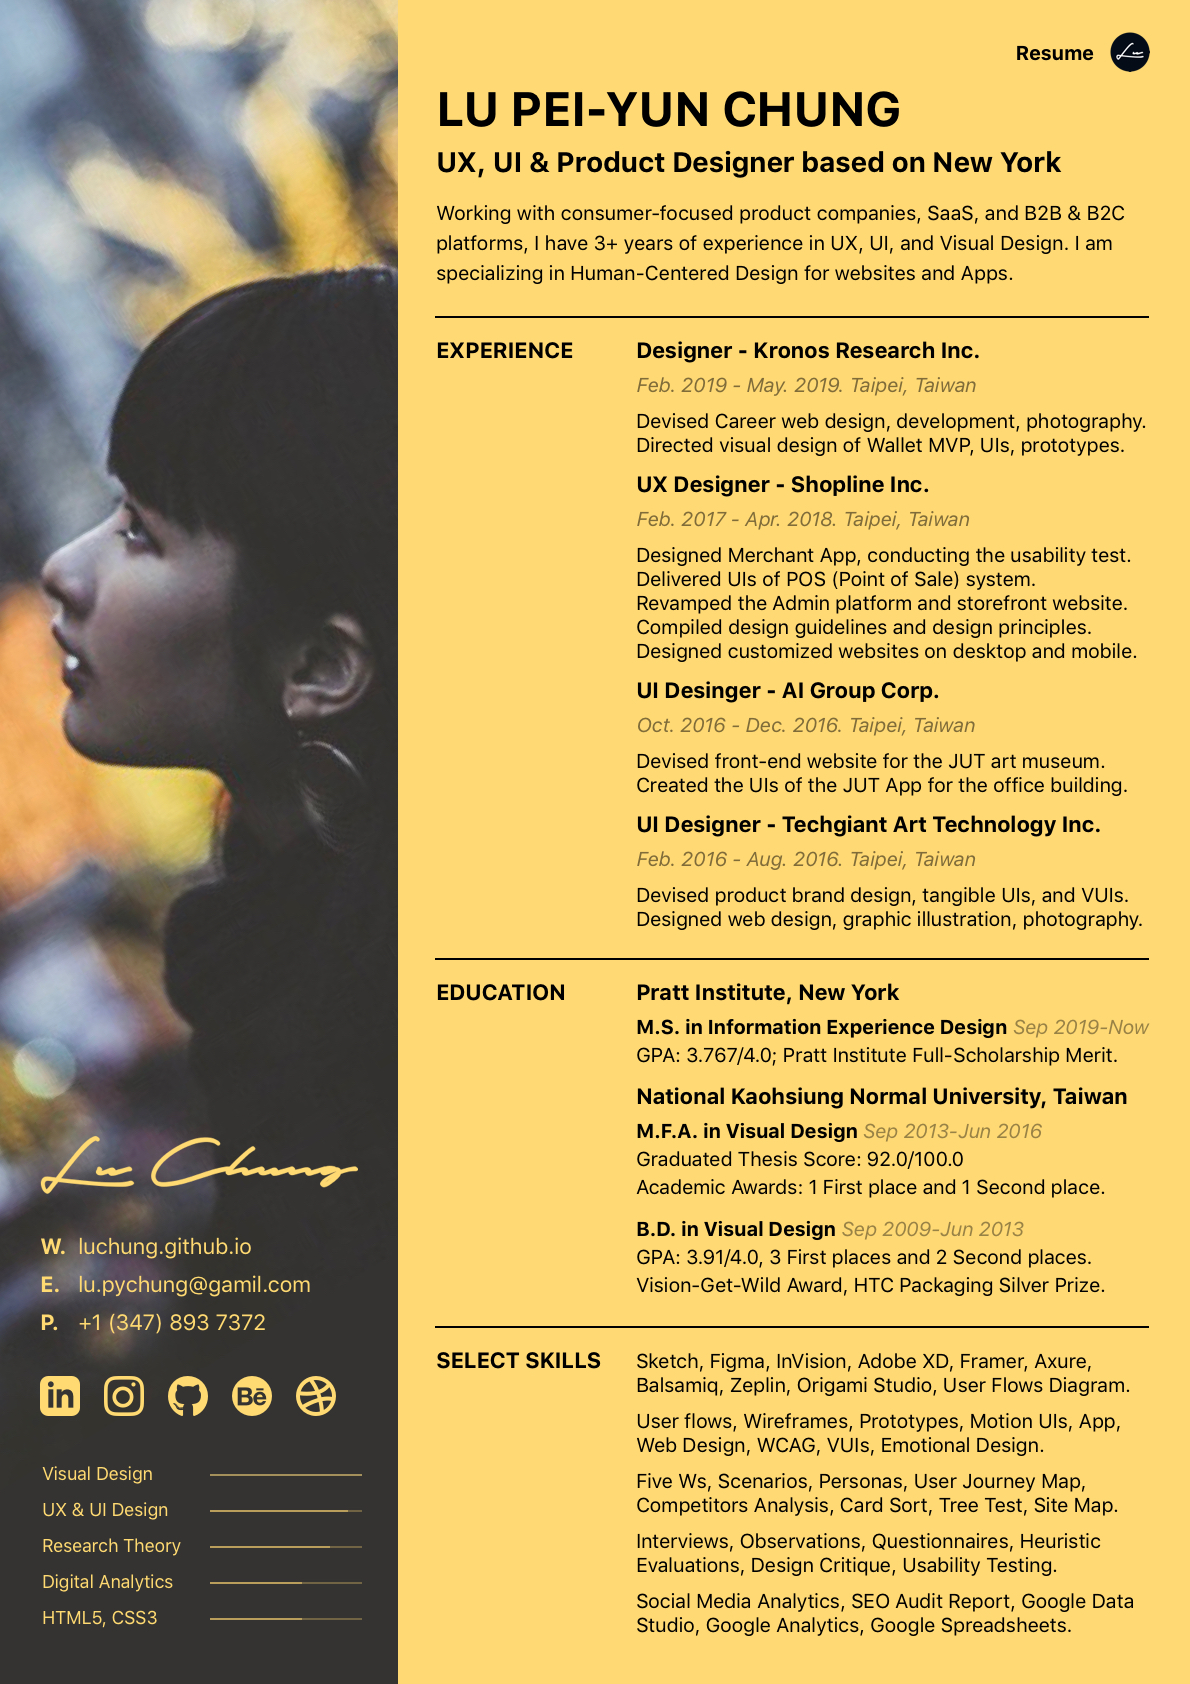 Resume
Lu
LU PEI-YUN CHUNG
UX, UI & Product Designer based on New York
Working with consumer-focused product companies, SaaS, and B2B & B2C
platforms, I have 3+ years of experience in UX, UI, and Visual Design. I am
specializing in Human-Centered Design for websites and Apps.
EXPERIENCE
Designer - Kronos Research Inc.
Feb. 2019 - May. 2019. Taipei, Taiwan
Devised Career web design, development, photography.
Directed visual design of Wallet MVP, UIs, prototypes.
UX Designer - Shopline Inc.
Feb. 2017 - Apr. 2018. Taipei, Taiwan
Designed Merchant App, conducting the usability test.
Delivered UIs of POS (Point of Sale) system.
Revamped the Admin platform and storefront website.
Compiled design guidelines and design principles.
Designed customized websites on desktop and mobile.
UI Desinger - AI Group Corp.
Oct. 2016 - Dec. 2016. Taipei, Taiwan
Devised front-end website for the JUT art museum.
Created the UIs of the JUT App for the office building.
UI Designer - Techgiant Art Technology Inc.
Feb. 2016 - Aug. 2016. Taipei, Taiwan
Devised product brand design, tangible UIs, and VUIs.
Designed web design, graphic illustration, photography.
EDUCATION
Pratt Institute, New York
M.S. in Information Experience Design Sep 2019-Now
GPA: 3.767/4.0; Pratt Institute Full-Scholarship Merit.
National Kaohsiung Normal University, Taiwan
M.F.A. in Visual Design Sep 2013-Jun 2016
Graduated Thesis Score: 92.0/100.0
Academic Awards: 1 First place and 1 Second place.
B.D. in Visual Design Sep 2009-Jun 2013
GPA: 3.91/4.0, 3 First places and 2 Second places.
Vision-Get-Wild Award, HTC Packaging Silver Prize.
SELECT SKILLS
Sketch, Figma, InVision, Adobe XD, Framer, Axure,
Balsamiq, Zeplin, Origami Studio, User Flows Diagram.
User flows, Wireframes, Prototypes, Motion UIs, App,
Web Design, WCAG, VUIs, Emotional Design.
Five Ws, Scenarios, Personas, User Journey Map,
Competitors Analysis, Card Sort, Tree Test, Site Map.
Interviews, Observations, Questionnaires, Heuristic
Evaluations, Design Critique, Usability Testing.
Social Media Analytics, SEO Audit Report, Google Data
Studio, Google Analytics, Google Spreadsheets.
Lu Chung
W. luchung.github.io
E. lu.pychung@gamil.com
P. +1 (347) 893 7372
in
Bē
Visual Design
UX & UI Design
Research Theory
Digital Analytics
HTML5, CSS3